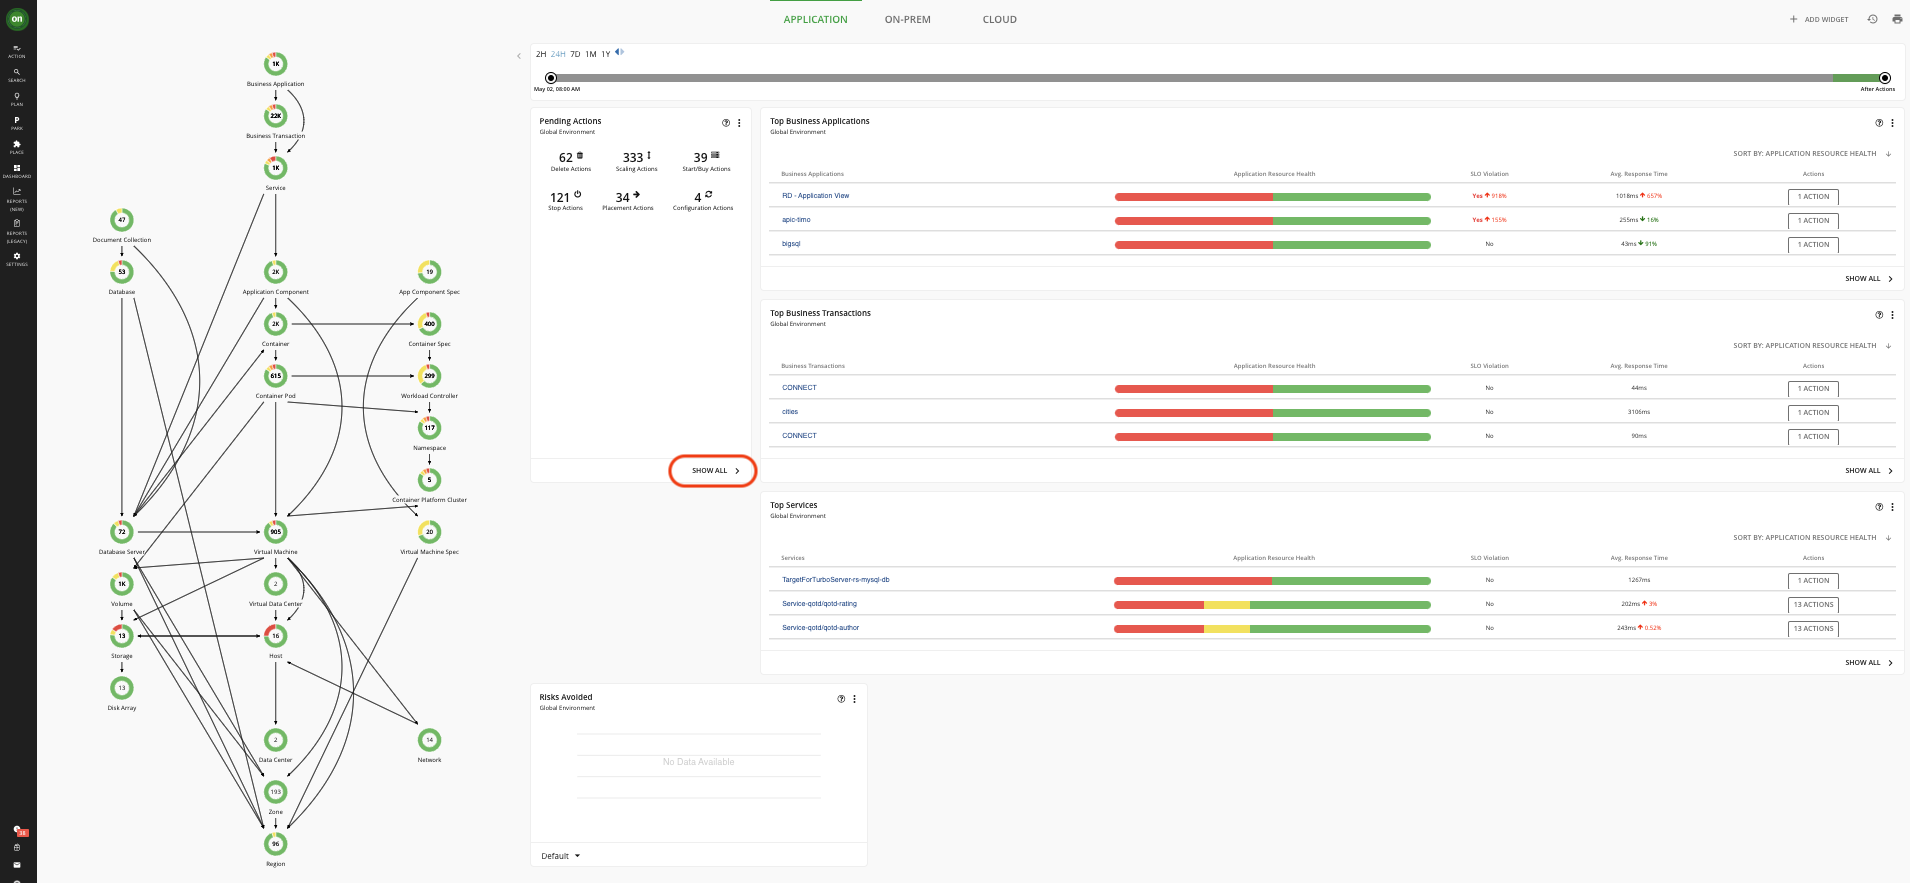 on
ACTION
SEARCH
PLAN
P
PARK
PLACE
DASHBOARD
REPORTS
(NEW)
REPORTS
(LEGACY)
SETTINGS
1K
Business Application
22K
Business Transaction
1K
Service
47
Document Collection
53
Database
2K
Application Component
19
App Component Spec
2K
Container
400
Container Spec
615
Container Pod
299
Workload Controller
117
Namespace
5
Container Platform Cluster
72
Database Server
905
Virtual Machine
20
Virtual Machine Spec
1K
Volume
2
Virtual Data Center
13
Storage
16
Host
13
Disk Array
2
Data Center
14
Network
193
Zone
96
Region
APPLICATION ON-PREM CLOUD
ADD WIDGET
2H 24H 7D 1M 1Y
May 02, 08:00 AM
After Actions
Pending Actions
Global Environment
62 333 39
Delete Actions Scaling Actions Start/Buy Actions
121 34 4
Stop Actions Placement Actions Configuration Actions
SHOW ALL
Top Business Applications
Global Environment
SORT BY: APPLICATION RESOURCE HEALTH
Business Applications Application Resource Health SLO Violation Avg. Response Time Actions
RD - Application View Yes 918% 1018ms 657% 1 ACTION
apic-timo Yes 155% 255ms 16% 1 ACTION
bigsql No 43ms 91% 1 ACTION
SHOW ALL
Top Business Transactions
Global Environment
SORT BY: APPLICATION RESOURCE HEALTH
Business Transactions Application Resource Health SLO Violation Avg. Response Time Actions
CONNECT No 44ms 1 ACTION
cities No 3106ms 1 ACTION
CONNECT No 90ms 1 ACTION
SHOW ALL
Top Services
Global Environment
SORT BY: APPLICATION RESOURCE HEALTH
Services Application Resource Health SLO Violation Avg. Response Time Actions
TargetForTurboServer-rs-mysql-db No 1267ms 1 ACTION
Service-qotd/qotd-rating No 202ms 3% 13 ACTIONS
Service-qotd/qotd-author No 243ms 0.52% 13 ACTIONS
SHOW ALL
Risks Avoided
Global Environment
No Data Available
Default